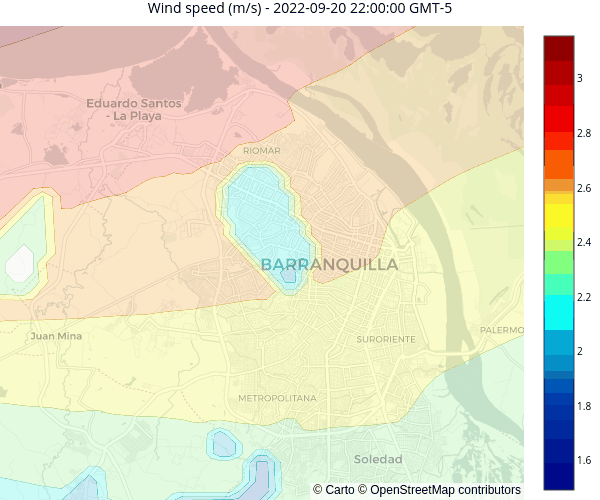 Wind speed (m/s) - 2022-09-20 22:00:00 GMT-5
Eduardo Santos
- La Playa
RIOMAR
BARRANQUILLA
Juan Mina
SURORIENTE
PALERMO
METROPOLITANA
Soledad
© Carto © OpenStreetMap contributors
3
2.8
2.6
2.4
2.2
2
1.8
1.6